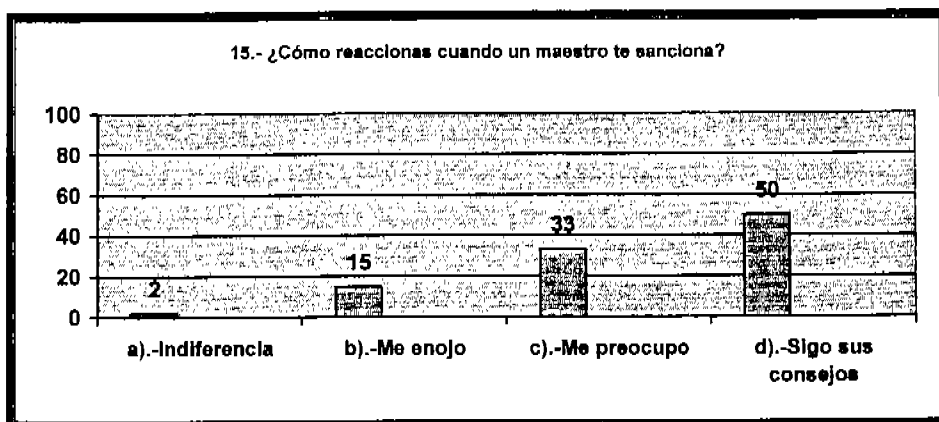 15.- ¿Cómo reaccionas cuando un maestro te sanciona?
100
80
60
40
20
0
2
15
33
50
a).-Indiferencia
b).-Me enojo
c).-Me preocupo
d).-Sigo sus
consejos